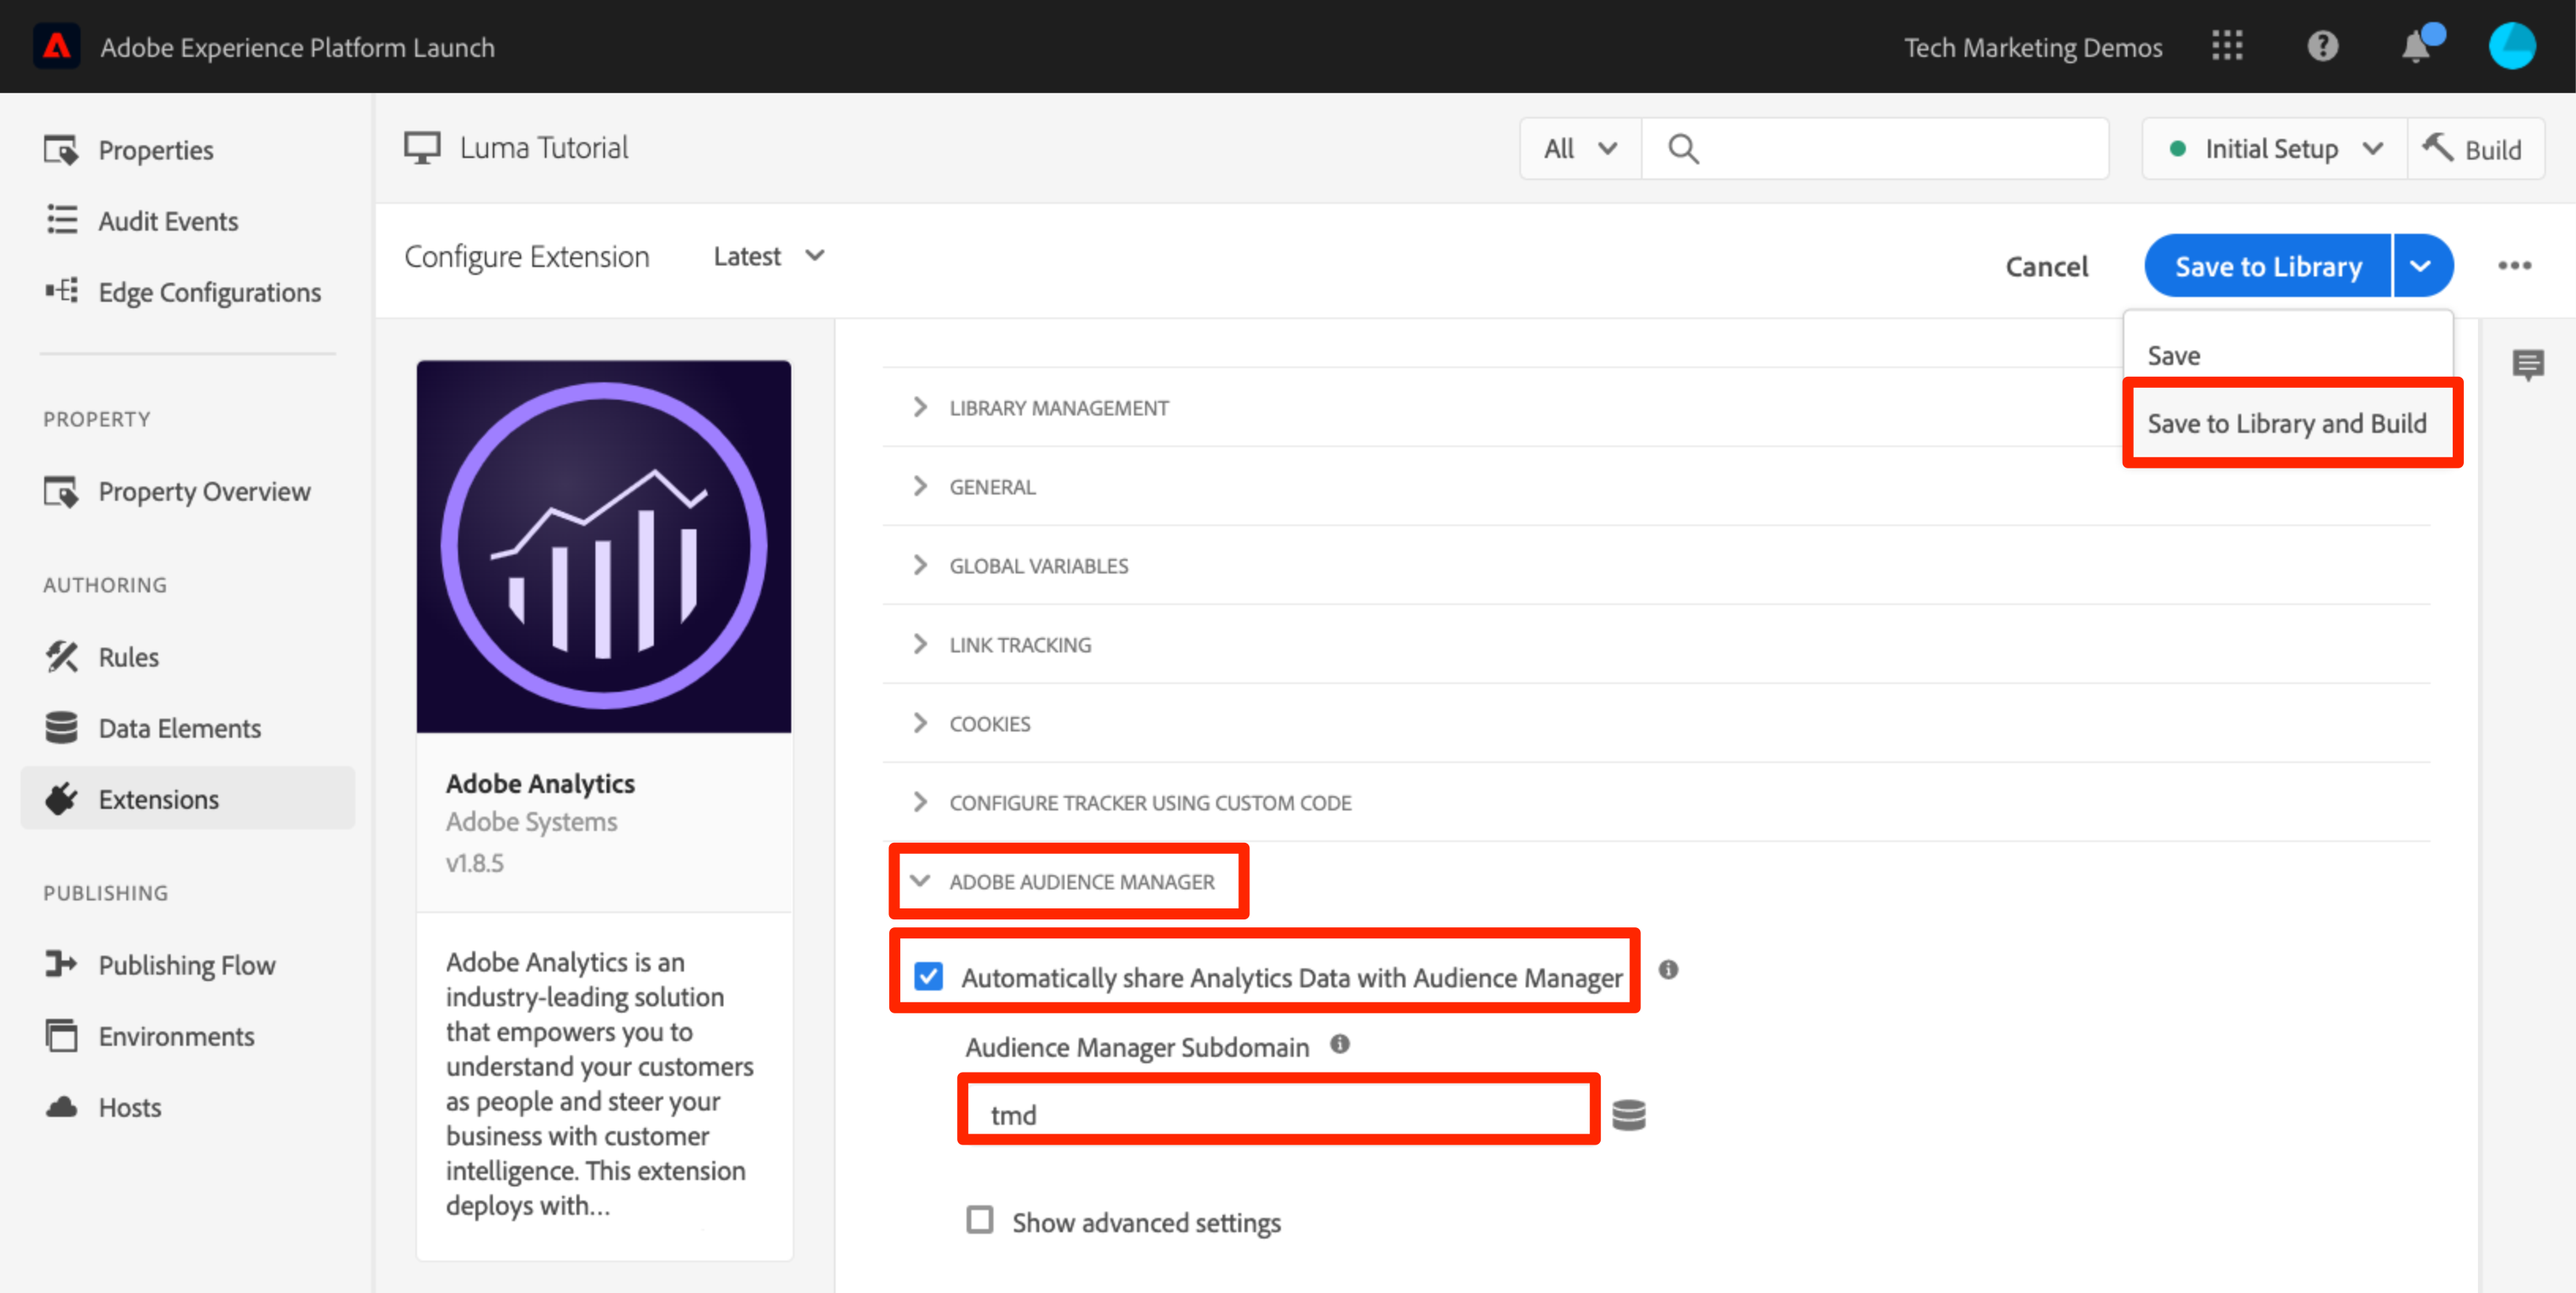 Adobe Experience Platform Launch
Tech Marketing Demos
Properties
Audit Events
Edge Configurations
PROPERTY
Property Overview
AUTHORING
Rules
Data Elements
Extensions
PUBLISHING
Publishing Flow
Environments
Hosts
Luma Tutorial
All
Initial Setup
Build
Configure Extension
Latest
Cancel
Save to Library
Save
Save to Library and Build
Adobe Analytics
Adobe Systems
v1.8.5
Adobe Analytics is an
industry-leading solution
that empowers you to
understand your customers
as people and steer your
business with customer
intelligence. This extension
deploys with...
LIBRARY MANAGEMENT
GENERAL
GLOBAL VARIABLES
LINK TRACKING
COOKIES
CONFIGURE TRACKER USING CUSTOM CODE
ADOBE AUDIENCE MANAGER
Automatically share Analytics Data with Audience Manager
Audience Manager Subdomain
tmd
Show advanced settings